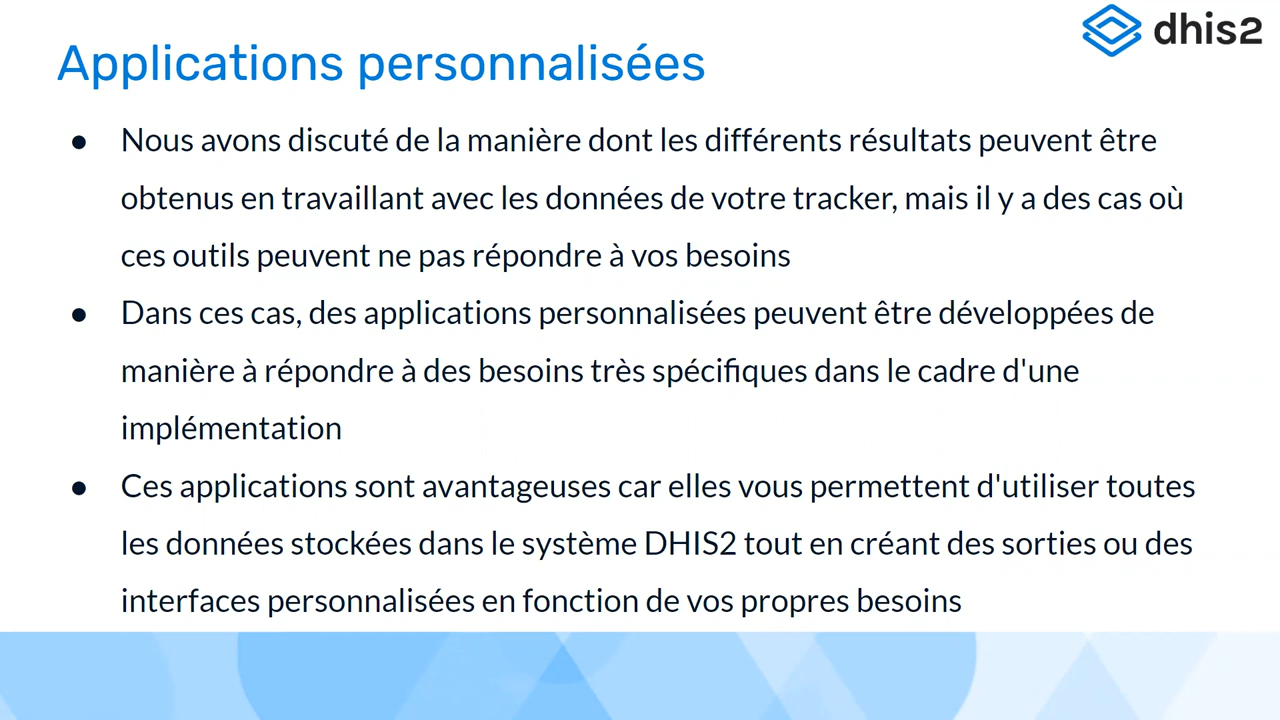 dhis2
Applications personnalisées
● Nous avons discuté de la manière dont les différents résultats peuvent être
obtenus en travaillant avec les données de votre tracker, mais il y a des cas où
ces outils peuvent ne pas répondre à vos besoins
● Dans ces cas, des applications personnalisées peuvent être développées de
manière à répondre à des besoins très spécifiques dans le cadre d'une
implémentation
● Ces applications sont avantageuses car elles vous permettent d'utiliser toutes
les données stockées dans le système DHIS2 tout en créant des sorties ou des
interfaces personnalisées en fonction de vos propres besoins